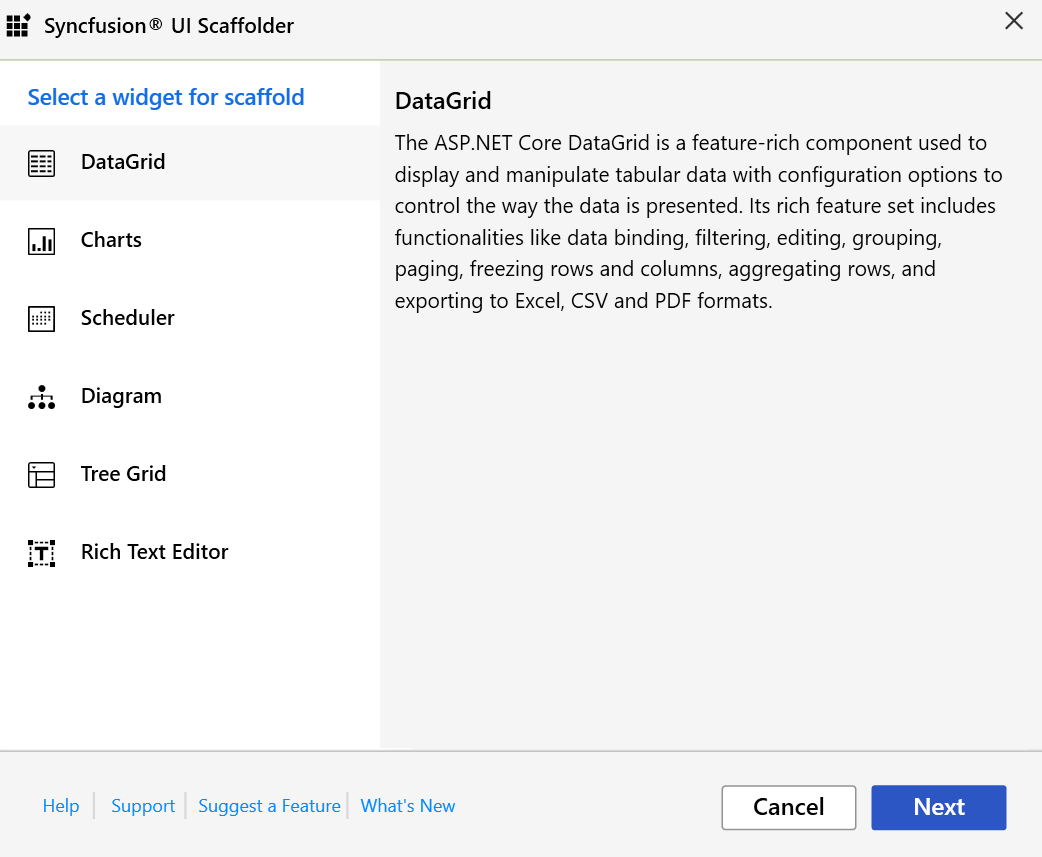 Syncfusion® UI Scaffolder
Select a widget for scaffold
DataGrid
Charts
Scheduler
Diagram
Tree Grid
Rich Text Editor
DataGrid
The ASP.NET Core DataGrid is a feature-rich component used to
display and manipulate tabular data with configuration options to
control the way the data is presented. Its rich feature set includes
functionalities like data binding, filtering, editing, grouping,
paging, freezing rows and columns, aggregating rows, and
exporting to Excel, CSV and PDF formats.
Help Support Suggest a Feature What's New
Cancel Next